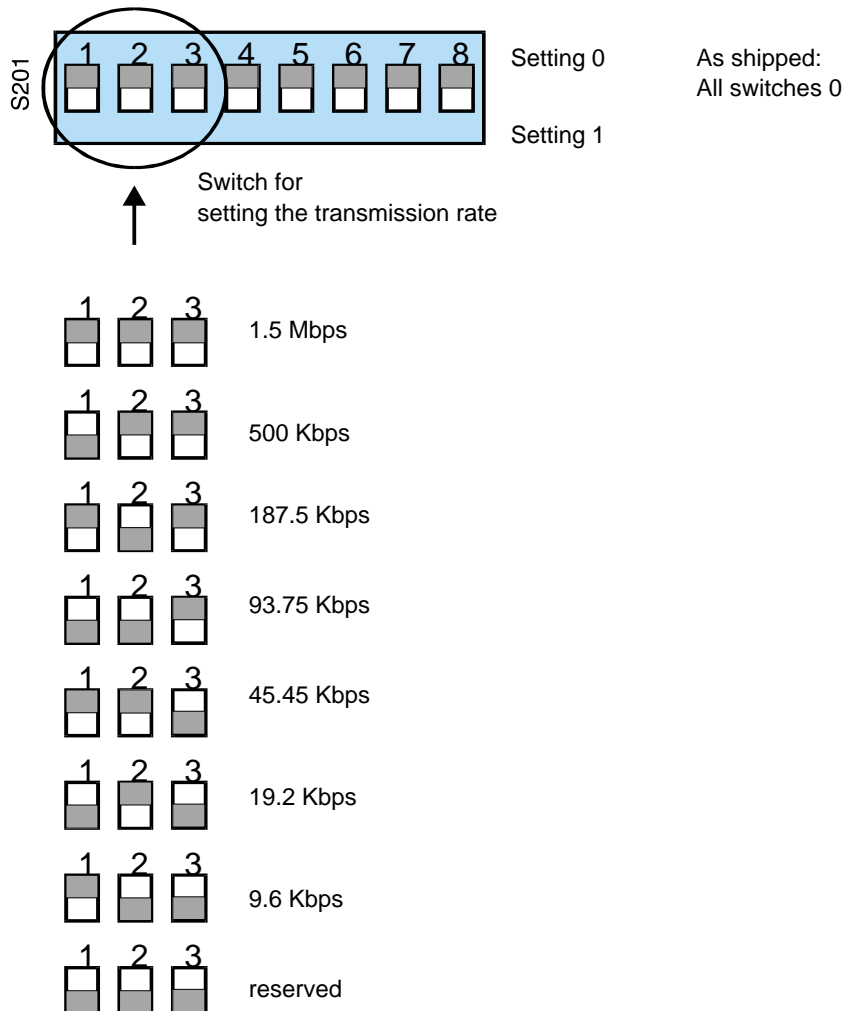 S201
1 2 3 4 5 6 7 8
Setting 0
As shipped:
All switches 0
Setting 1
Switch for
setting the transmission rate
1 2 3
1.5 Mbps
1 2 3
500 Kbps
1 2 3
187.5 Kbps
1 2 3
93.75 Kbps
1 2 3
45.45 Kbps
1 2 3
19.2 Kbps
1 2 3
9.6 Kbps
1 2 3
reserved